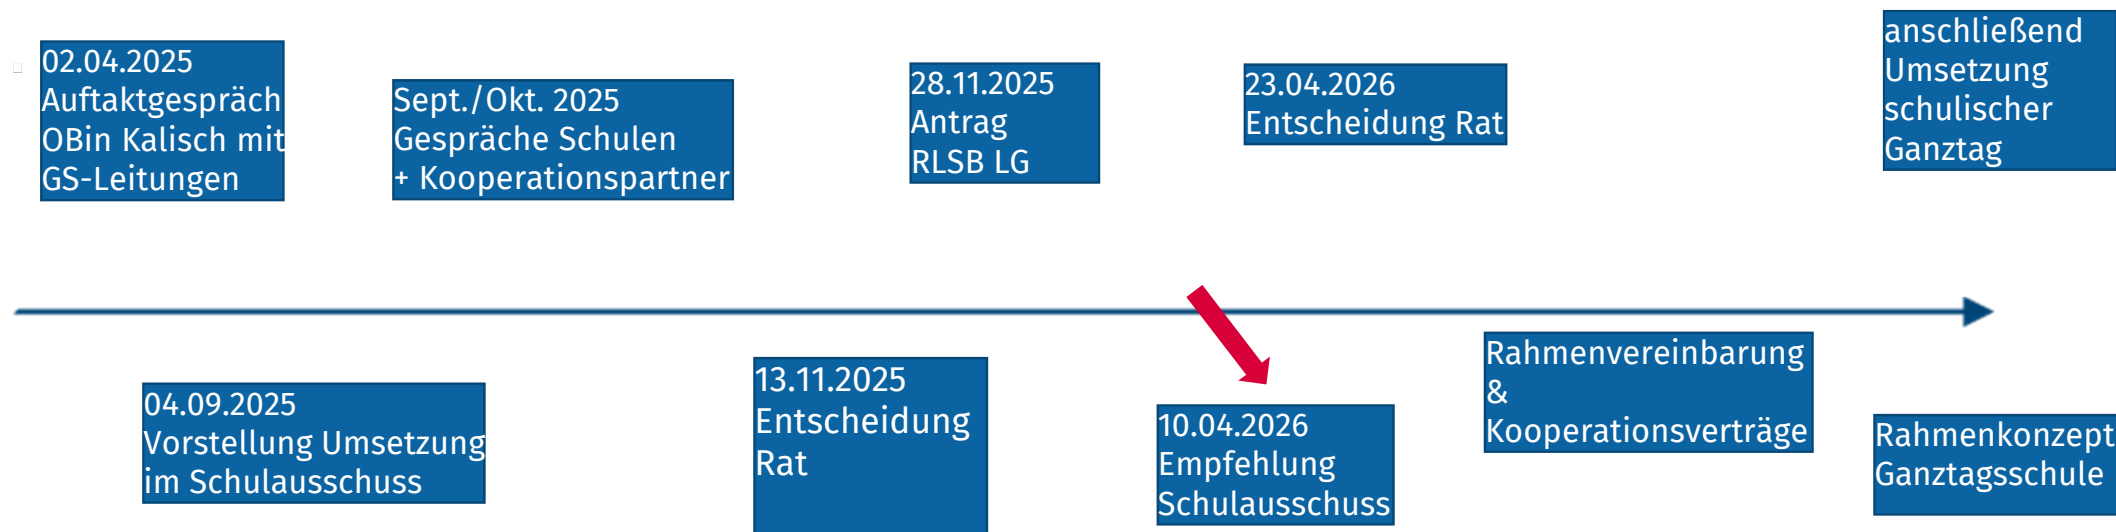 02.04.2025
Auftaktgespräch
OBin Kalisch mit
GS-Leitungen
Sept./Okt. 2025
Gespräche Schulen
+ Kooperationspartner
28.11.2025
Antrag
RLSB LG
23.04.2026
Entscheidung Rat
anschließend
Umsetzung
schulischer
Ganztag
04.09.2025
Vorstellung Umsetzung
im Schulausschuss
13.11.2025
Entscheidung
Rat
10.04.2026
Empfehlung
Schulausschuss
Rahmenvereinbarung
&
Kooperationsverträge
Rahmenkonzept
Ganztagsschule